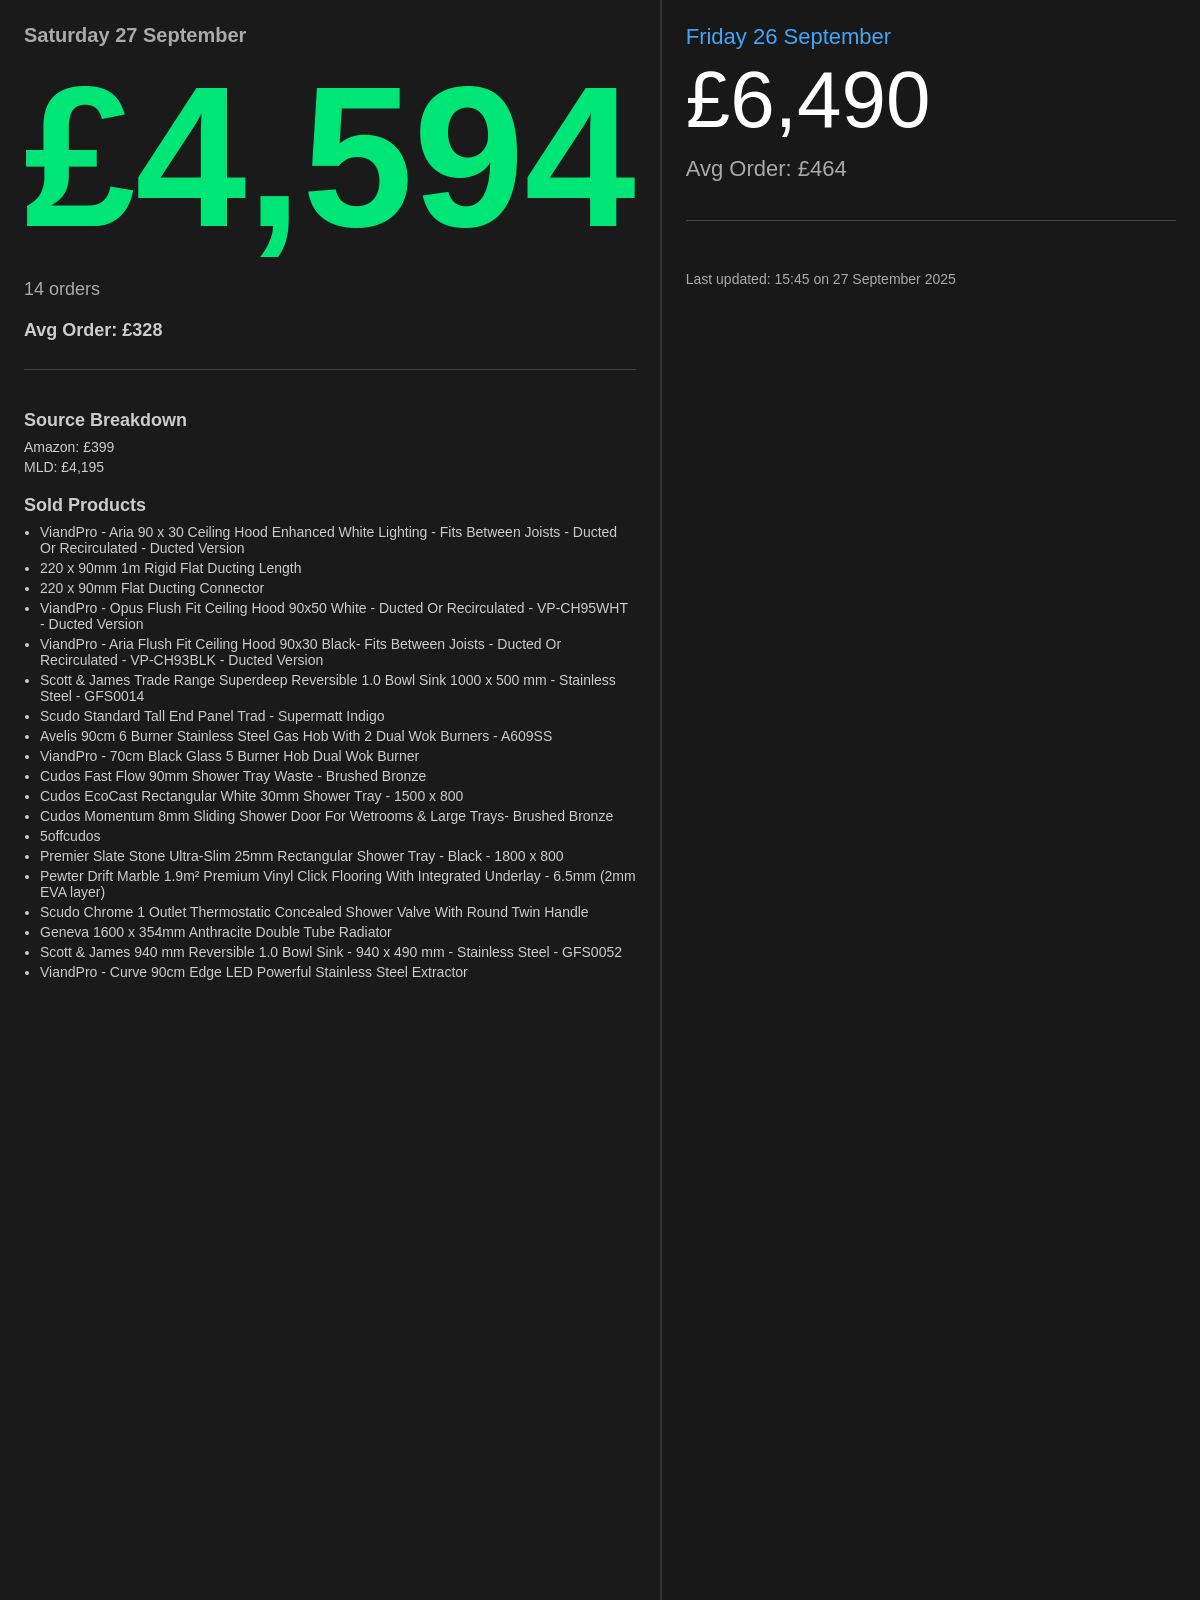 Saturday 27 September
£4,594
14 orders
Avg Order: £328
Source Breakdown
Amazon: £399
MLD: £4,195
Sold Products
• ViandPro - Aria 90 x 30 Ceiling Hood Enhanced White Lighting - Fits Between Joists - Ducted
Or Recirculated - Ducted Version
• 220 x 90mm 1m Rigid Flat Ducting Length
• 220 x 90mm Flat Ducting Connector
• ViandPro - Opus Flush Fit Ceiling Hood 90x50 White - Ducted Or Recirculated - VP-CH95WHT
- Ducted Version
• ViandPro - Aria Flush Fit Ceiling Hood 90x30 Black- Fits Between Joists - Ducted Or
Recirculated - VP-CH93BLK - Ducted Version
• Scott & James Trade Range Superdeep Reversible 1.0 Bowl Sink 1000 x 500 mm - Stainless
Steel - GFS0014
• Scudo Standard Tall End Panel Trad - Supermatt Indigo
• Avelis 90cm 6 Burner Stainless Steel Gas Hob With 2 Dual Wok Burners - A609SS
• ViandPro - 70cm Black Glass 5 Burner Hob Dual Wok Burner
• Cudos Fast Flow 90mm Shower Tray Waste - Brushed Bronze
• Cudos EcoCast Rectangular White 30mm Shower Tray - 1500 x 800
• Cudos Momentum 8mm Sliding Shower Door For Wetrooms & Large Trays- Brushed Bronze
• 5offcudos
• Premier Slate Stone Ultra-Slim 25mm Rectangular Shower Tray - Black - 1800 x 800
• Pewter Drift Marble 1.9m² Premium Vinyl Click Flooring With Integrated Underlay - 6.5mm (2mm
EVA layer)
• Scudo Chrome 1 Outlet Thermostatic Concealed Shower Valve With Round Twin Handle
• Geneva 1600 x 354mm Anthracite Double Tube Radiator
• Scott & James 940 mm Reversible 1.0 Bowl Sink - 940 x 490 mm - Stainless Steel - GFS0052
• ViandPro - Curve 90cm Edge LED Powerful Stainless Steel Extractor
Friday 26 September
£6,490
Avg Order: £464
Last updated: 15:45 on 27 September 2025